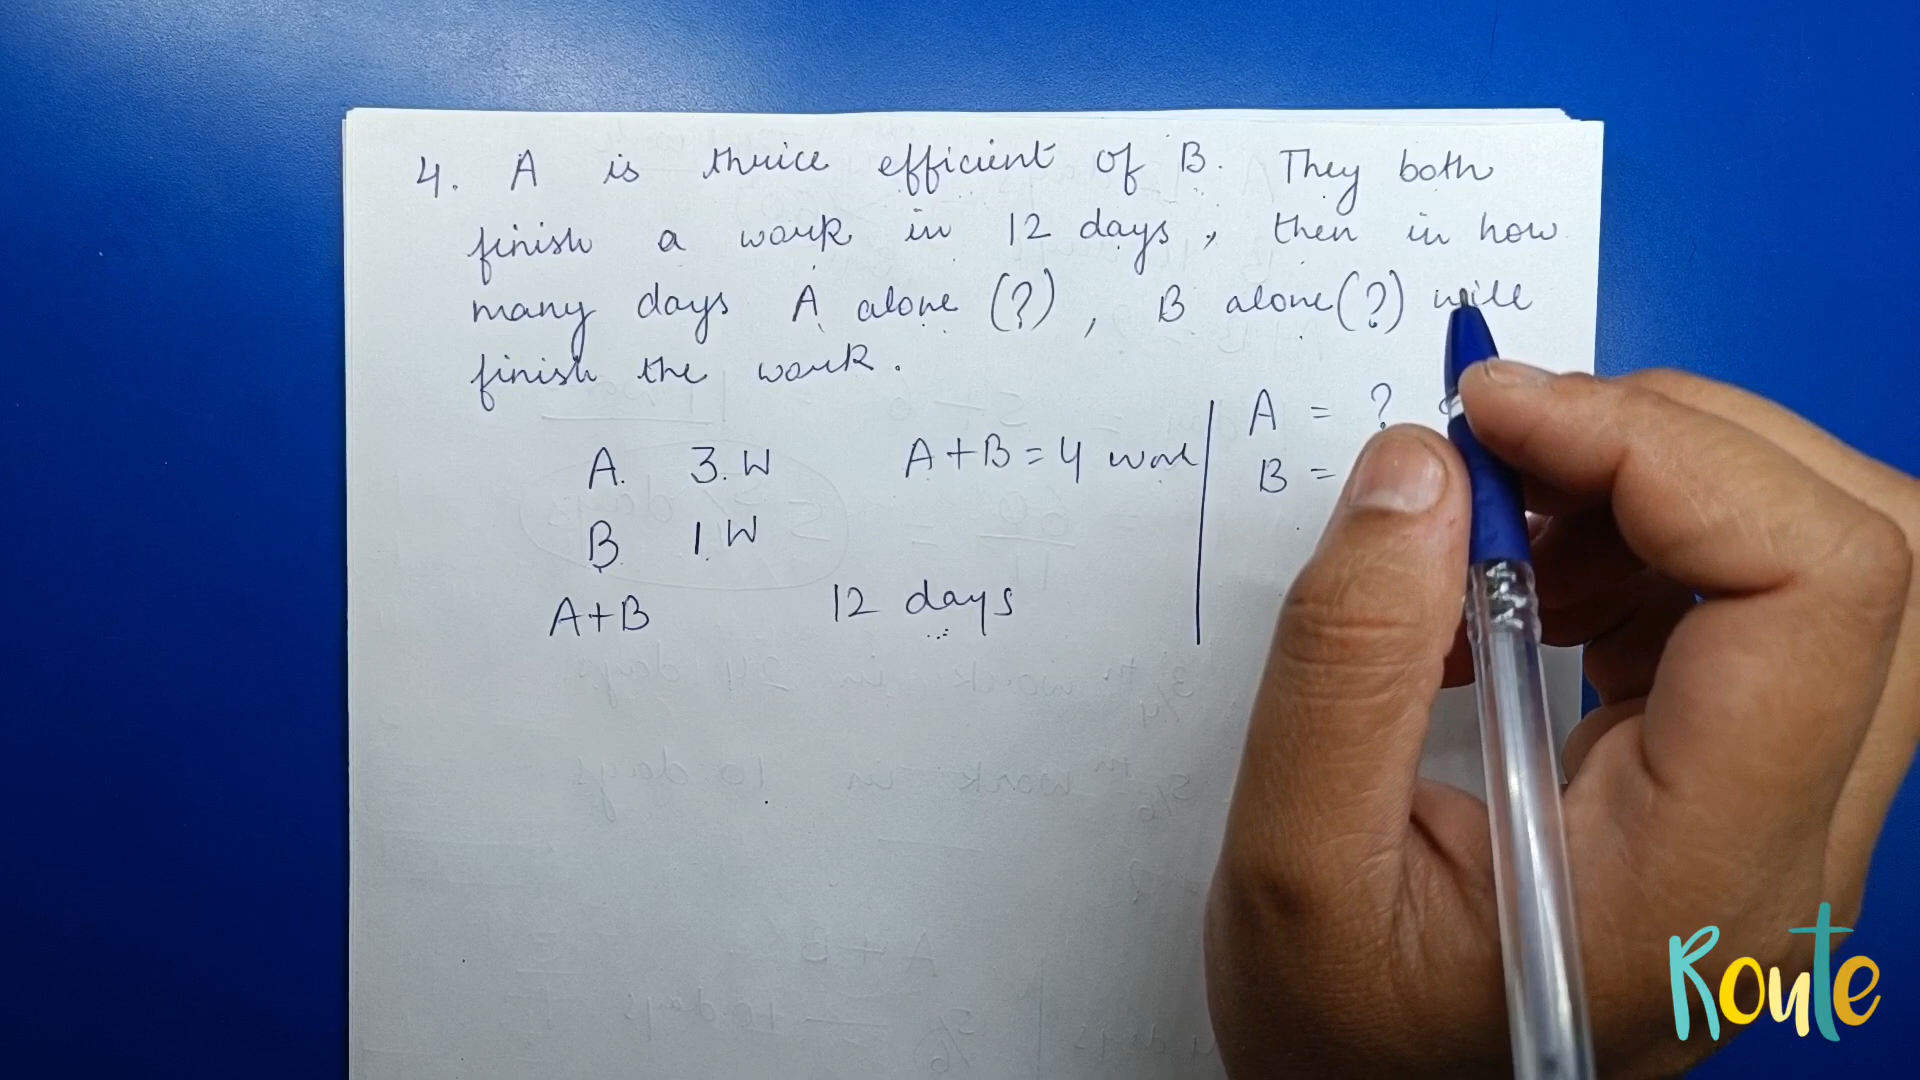 4. A is thrice efficient of B. They both
finish a work in 12 days, then in how
many days A alone (?), B alone (?) will
finish the work.
A 3 W
A+B = 4 work
B 1 W
A+B 12 days
A = ?
B =
Route